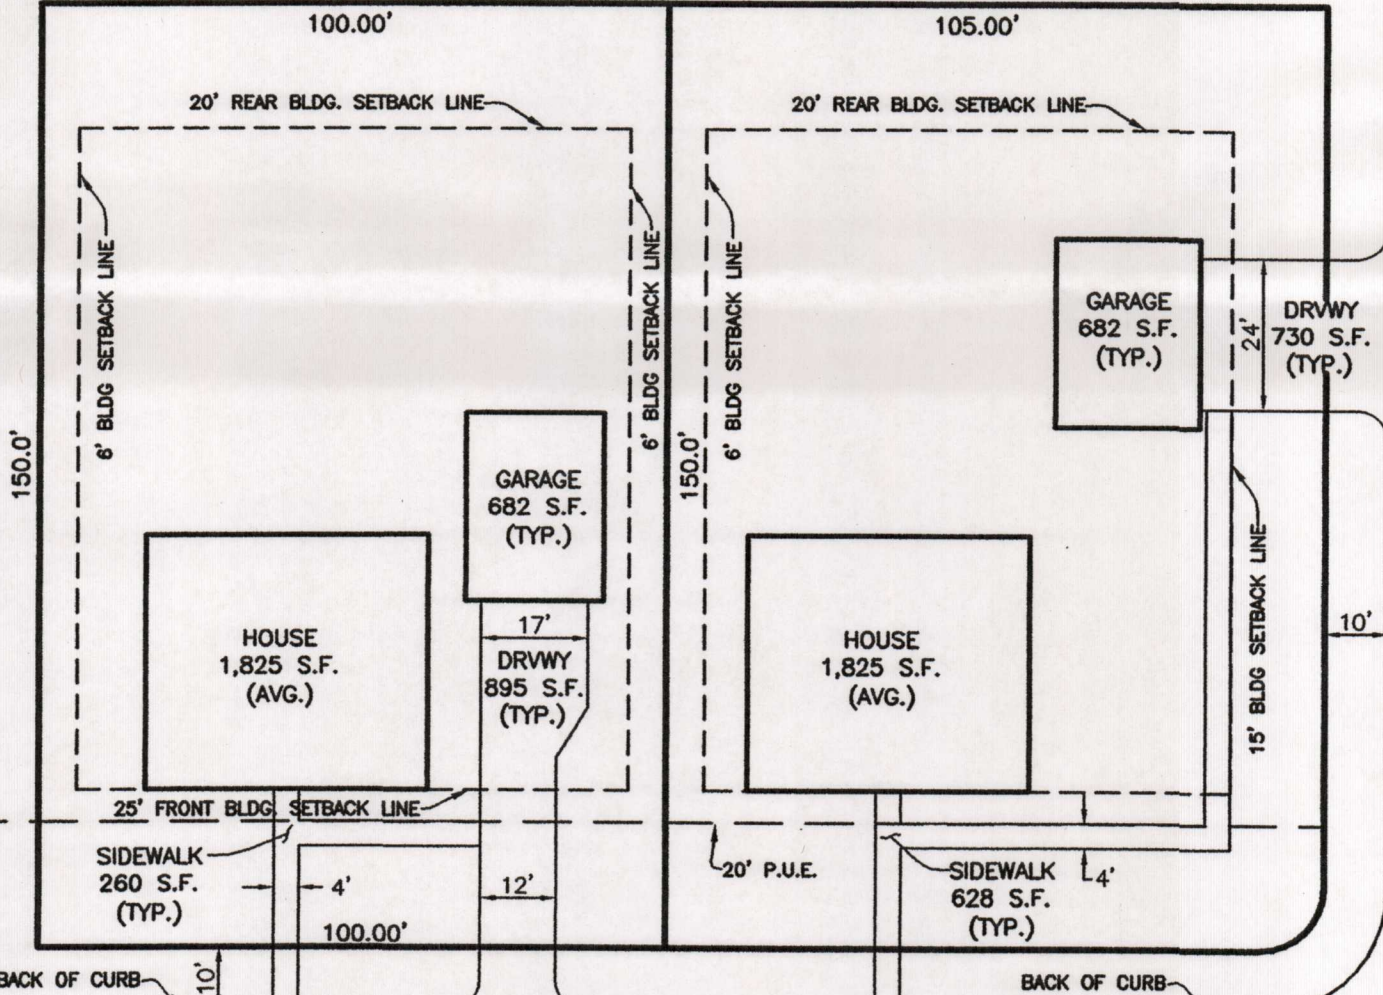 100.00'
105.00'
20' REAR BLDG. SETBACK LINE
20' REAR BLDG. SETBACK LINE
6' BLDG SETBACK LINE
6' BLDG SETBACK LINE
6' BLDG SETBACK LINE
150.0'
150.0'
GARAGE
682 S.F.
(TYP.)
24'
DRVWY
730 S.F.
(TYP.)
GARAGE
682 S.F.
(TYP.)
15' BLDG SETBACK LINE
10'
HOUSE
1,825 S.F.
(AVG.)
17'
DRVWY
895 S.F.
(TYP.)
HOUSE
1,825 S.F.
(AVG.)
25' FRONT BLDG. SETBACK LINE
SIDEWALK
260 S.F.
(TYP.)
4'
12'
20' P.U.E.
SIDEWALK
628 S.F.
(TYP.)
4'
100.00'
10'
BACK OF CURB
BACK OF CURB